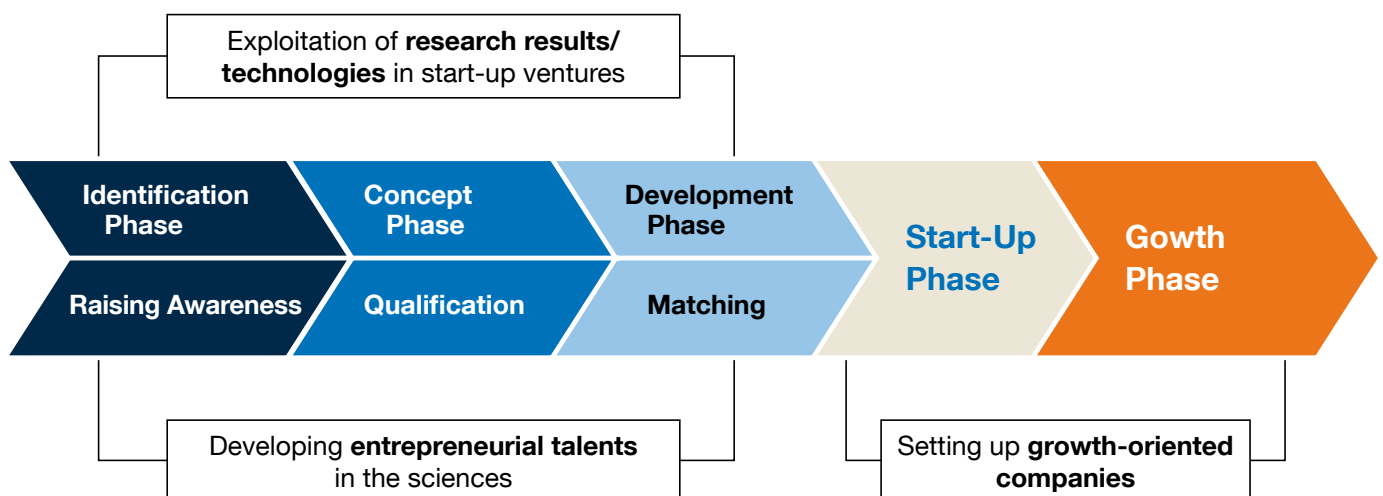 Exploitation of research results/
technologies in start-up ventures
Identification
Phase
Concept
Phase
Development
Phase
Raising Awareness
Qualification
Matching
Start-Up
Phase
Gowth
Phase
Developing entrepreneurial talents
in the sciences
Setting up growth-oriented
companies